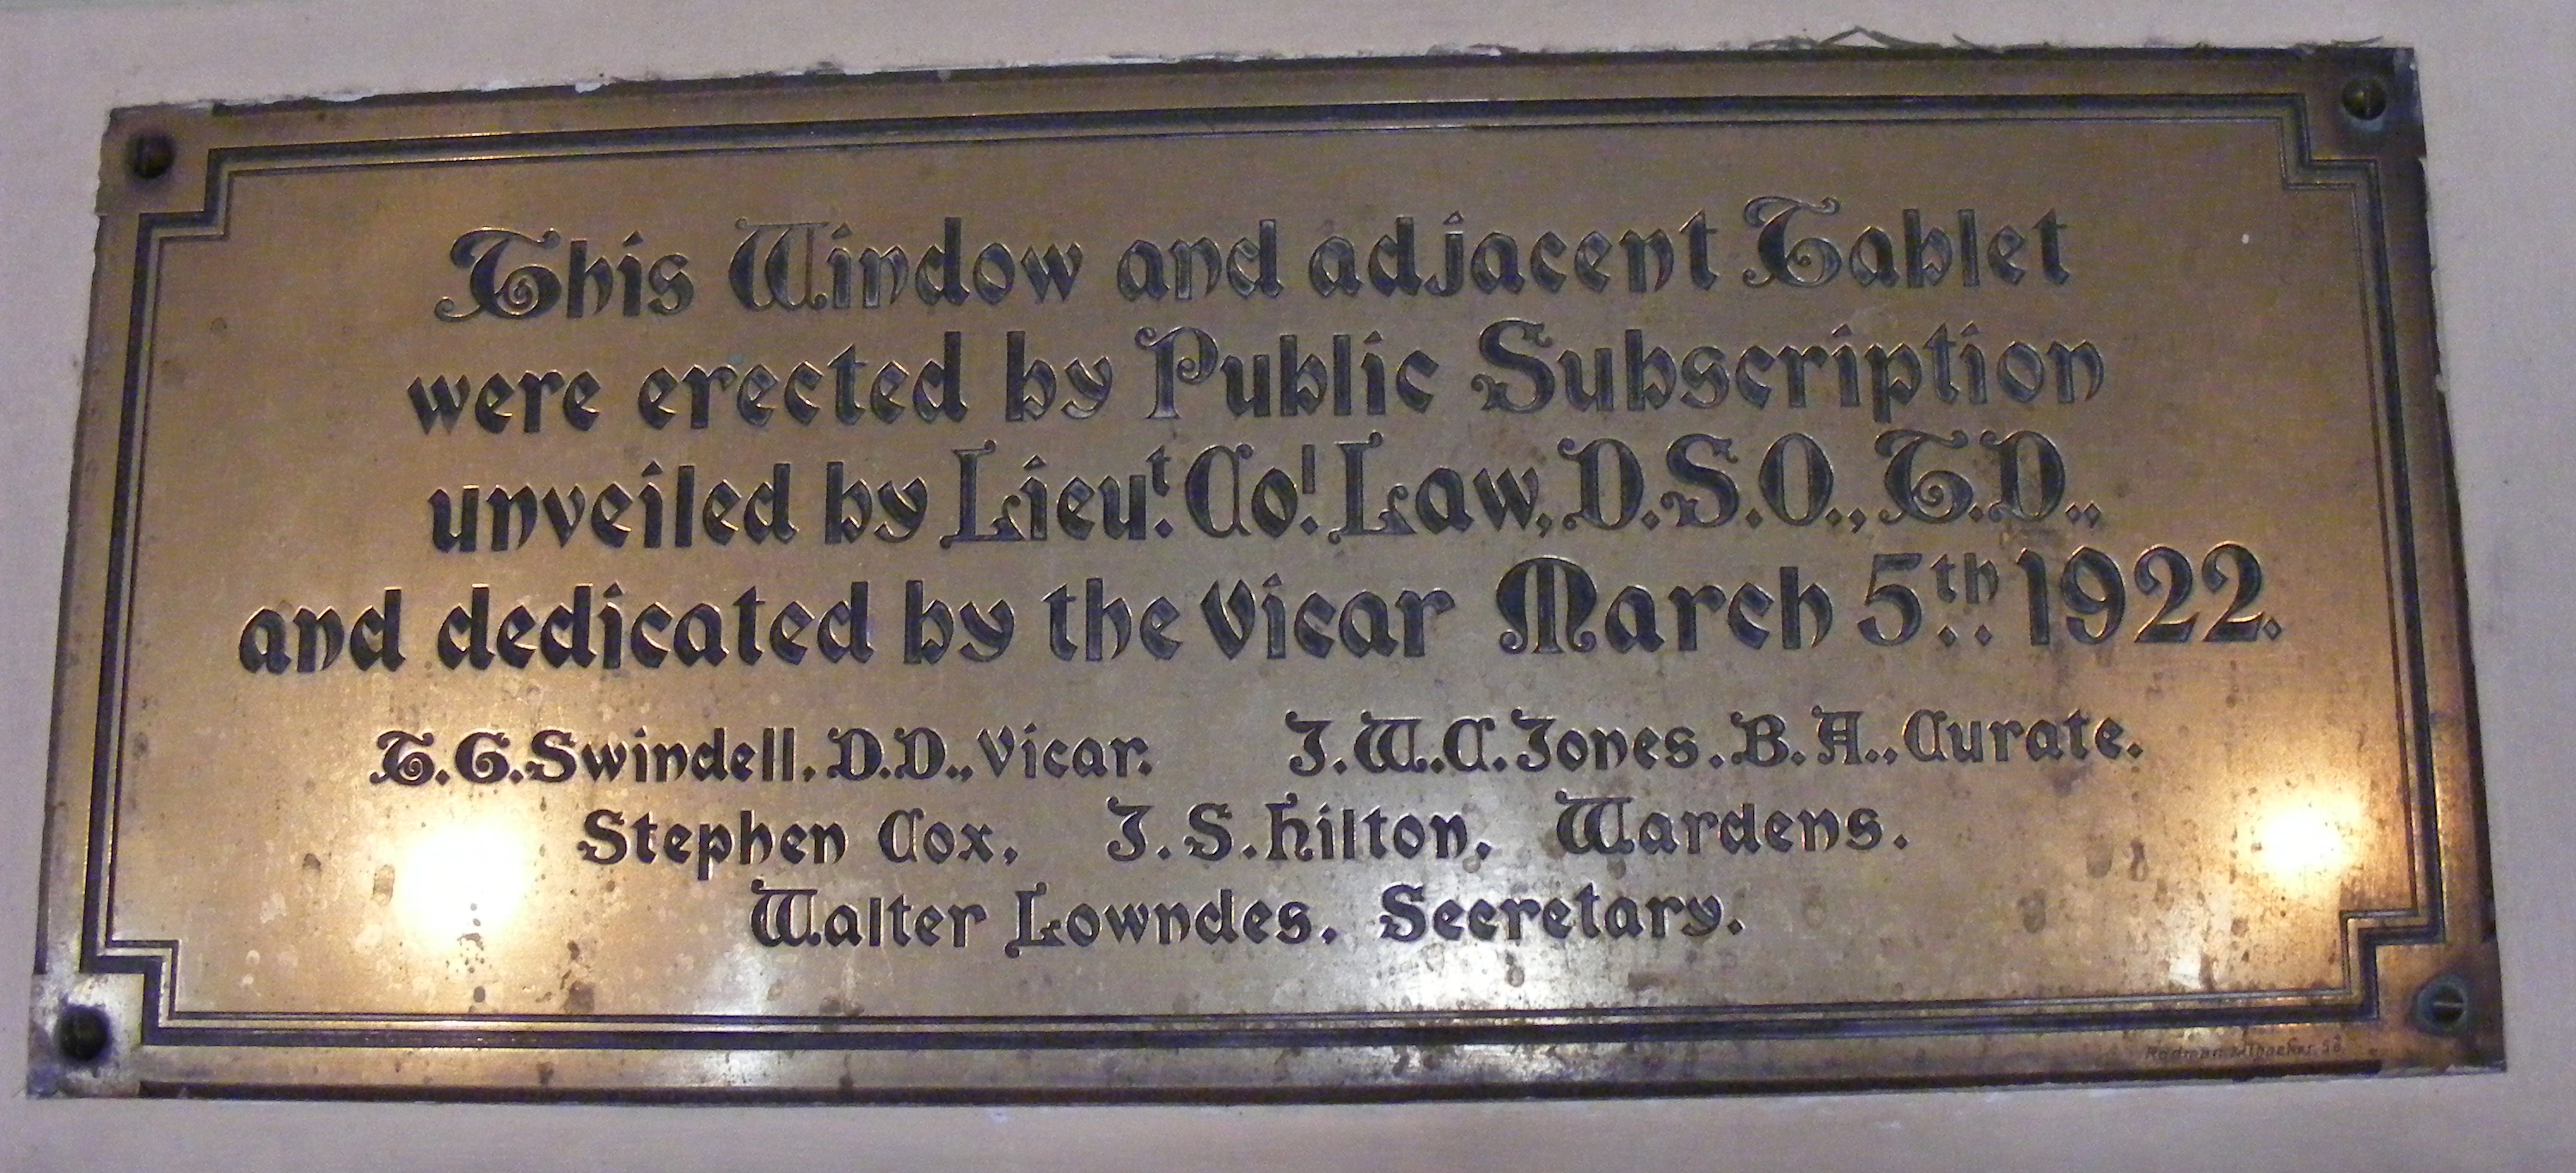 This Window and adjacent Tablet
were erected by Public Subscription
unveiled by Lieut. Col. Law, D.S.O., T.D.,
and dedicated by the Vicar March 5th 1922.
T. G. Swindell, D.D., Vicar. J. W. C. Jones, B.A., Curate.
Stephen Cox, J. S. Hilton, Wardens.
Walter Lowndes, Secretary.